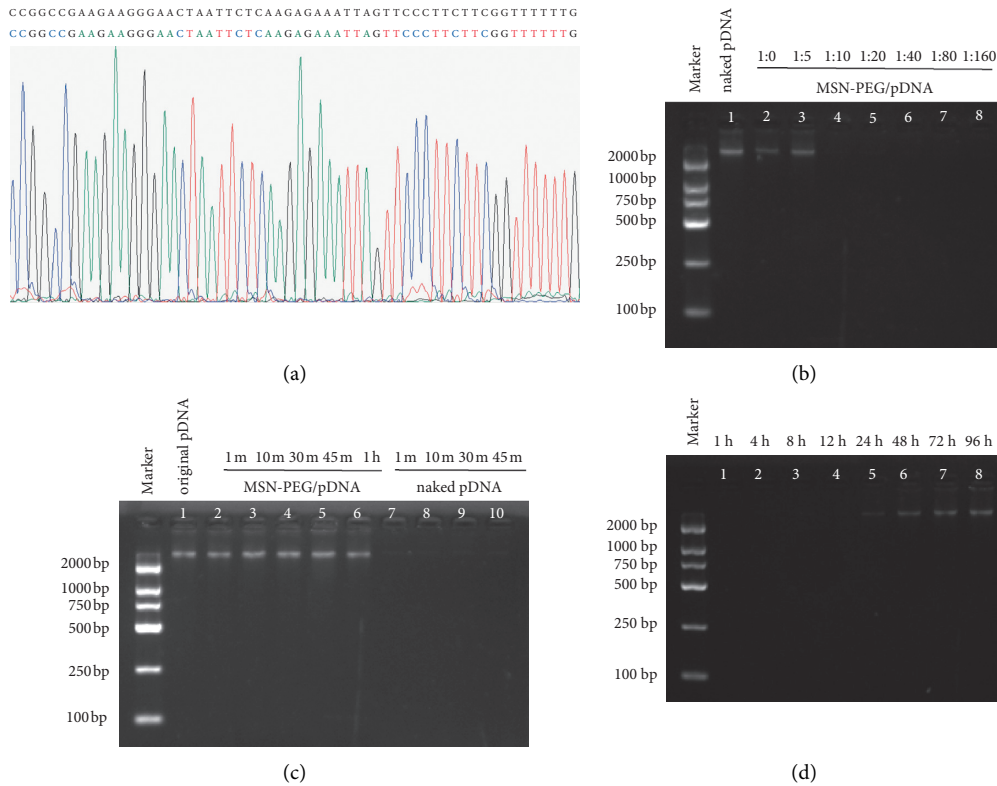 CCGGCCGAAGAAGGGAACTAATTCTCAAGAGAAATTAGTTCCCTTCTTCGGTTTTTTG
CCGGCCGAAGAAGGGAACTAATTCTCAAGAGAAATTAGTTCCCTTCTTCGGTTTTTTG
(a)
Marker
naked pDNA
1:0 1:5 1:10 1:20 1:40 1:80 1:160
MSN-PEG/pDNA
1 2 3 4 5 6 7 8
2000 bp
1000 bp
750 bp
500 bp
250 bp
100 bp
(b)
Marker
original pDNA
1 m 10 m 30 m 45 m 1 h 1 m 10 m 30 m 45 m
MSN-PEG/pDNA naked pDNA
1 2 3 4 5 6 7 8 9 10
2000 bp
1000 bp
750 bp
500 bp
250 bp
100 bp
(c)
Marker
1 h 4 h 8 h 12 h 24 h 48 h 72 h 96 h
1 2 3 4 5 6 7 8
2000 bp
1000 bp
750 bp
500 bp
250 bp
100 bp
(d)